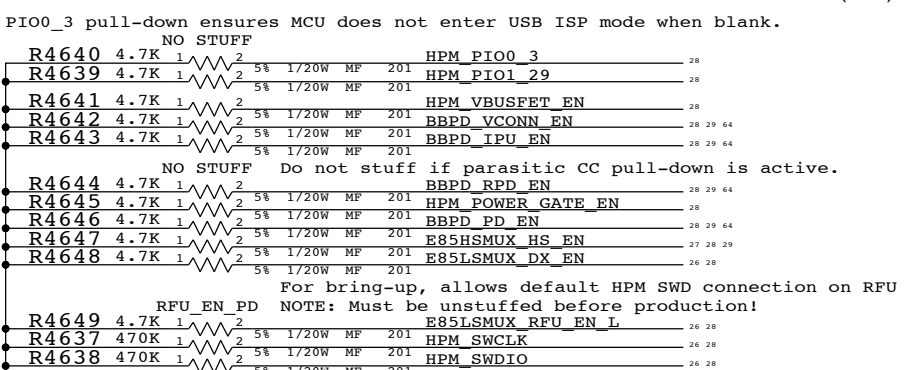 PIO0_3 pull-down ensures MCU does not enter USB ISP mode when blank.
NO STUFF
R4640 4.7K 1 2 5% 1/20W MF 201 HPM_PIO0_3 28
R4639 4.7K 1 2 5% 1/20W MF 201 HPM_PIO1_29 28
R4641 4.7K 1 2 5% 1/20W MF 201 HPM_VBUSFET_EN 28
R4642 4.7K 1 2 5% 1/20W MF 201 BBPD_VCONN_EN 28 29 64
R4643 4.7K 1 2 5% 1/20W MF 201 BBPD_IPU_EN 28 29 64
NO STUFF Do not stuff if parasitic CC pull-down is active.
R4644 4.7K 1 2 5% 1/20W MF 201 BBPD_RPD_EN 28 29 64
R4645 4.7K 1 2 5% 1/20W MF 201 HPM_POWER_GATE_EN 28
R4646 4.7K 1 2 5% 1/20W MF 201 BBPD_PD_EN 28 29 64
R4647 4.7K 1 2 5% 1/20W MF 201 E85HSMUX_HS_EN 27 28 29
R4648 4.7K 1 2 5% 1/20W MF 201 E85LSMUX_DX_EN 26 28
For bring-up, allows default HPM SWD connection on RFU
RFU_EN_PD NOTE: Must be unstuffed before production!
R4649 4.7K 1 2 5% 1/20W MF 201 E85LSMUX_RFU_EN_L 26 28
R4637 470K 1 2 5% 1/20W MF 201 HPM_SWCLK 26 28
R4638 470K 1 2 5% 1/20W MF 201 HPM_SWDIO 26 28